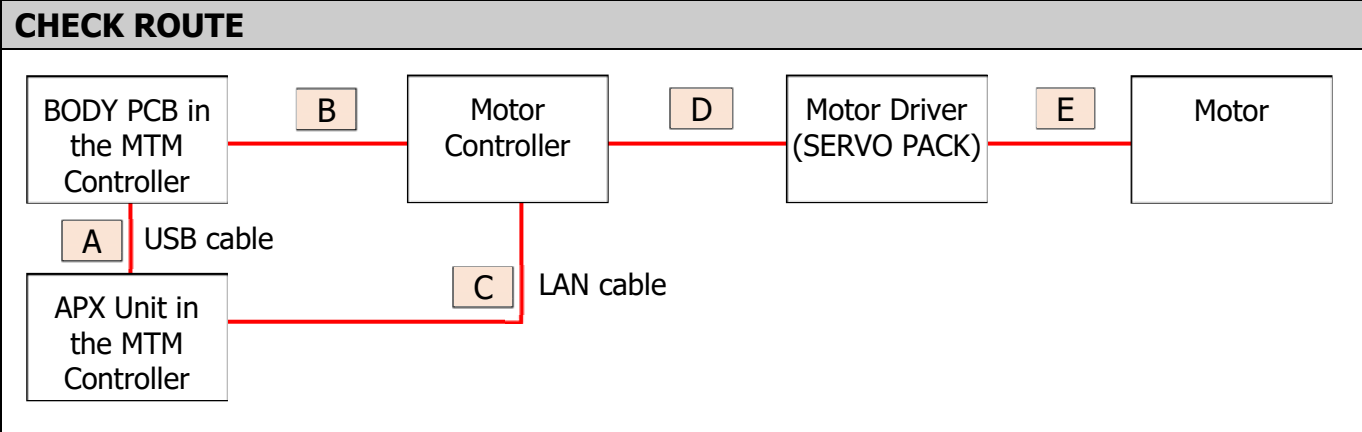 CHECK ROUTE
BODY PCB in
the MTM
Controller
B
Motor
Controller
D
Motor Driver
(SERVO PACK)
E
Motor
A
USB cable
C
LAN cable
APX Unit in
the MTM
Controller